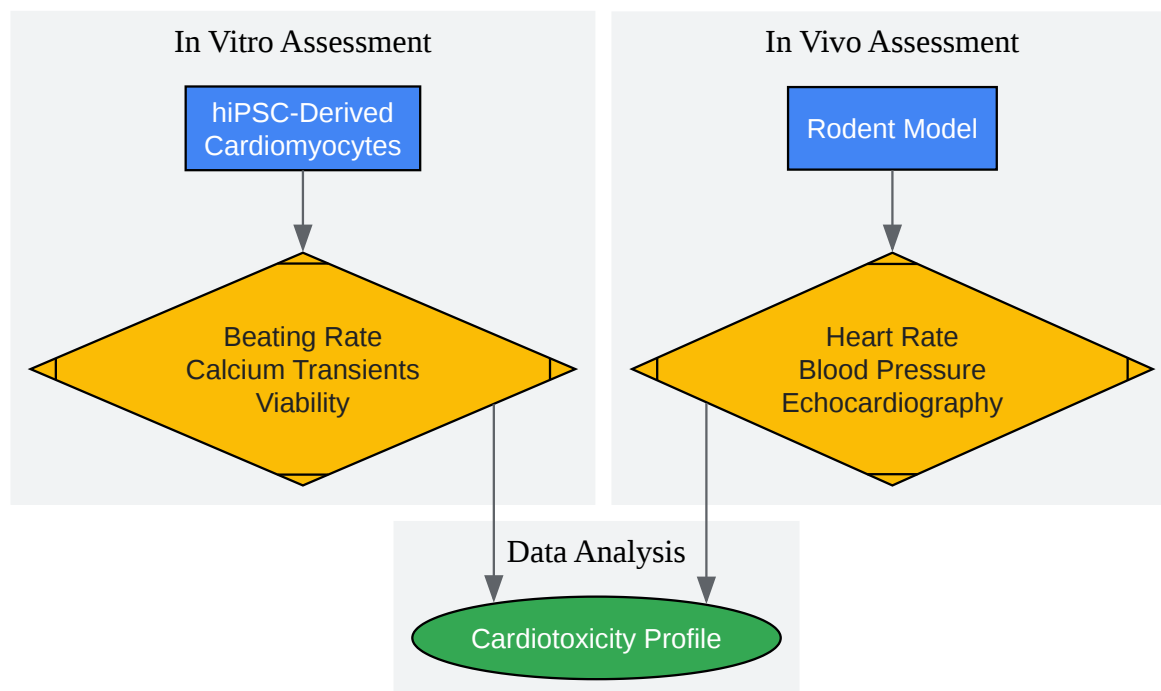 In Vitro Assessment
hiPSC-Derived
Cardiomyocytes
Beating Rate
Calcium Transients
Viability
In Vivo Assessment
Rodent Model
Heart Rate
Blood Pressure
Echocardiography
Data Analysis
Cardiotoxicity Profile